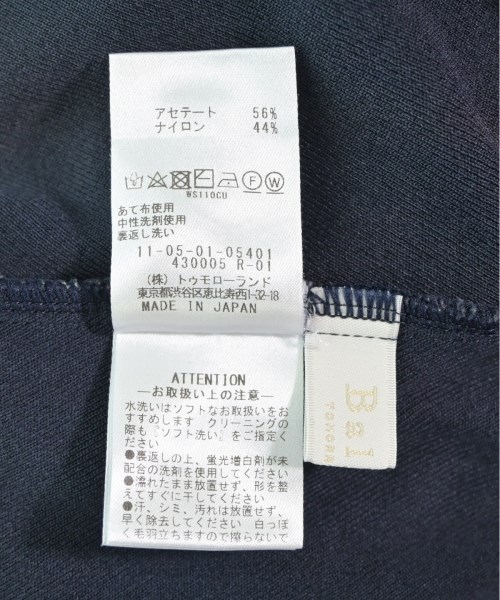 アセテート 56%
ナイロン 44%
F W
WS110CU
あて布使用
中性洗剤使用
裏返し洗い
11-05-01-05401
430005 R-01
(株)トゥモローランド
東京都渋谷区恵比寿西1-32-18
MADE IN JAPAN
ATTENTION
―お取扱い上の注意―
水洗いはソフトなお取扱いをお
すすめします クリーニングの
際も『ソフト洗い』をご指定く
ださい
●裏返しの上、蛍光増白剤が未
配合の洗剤を使用してください
●濡れたまま放置せず、形を整
えてすぐに干してください
●汗、シミ、汚れは放置せず、
早く除去してください 白っぽ
く毛羽立ちますので擦らないで
ください
Bal